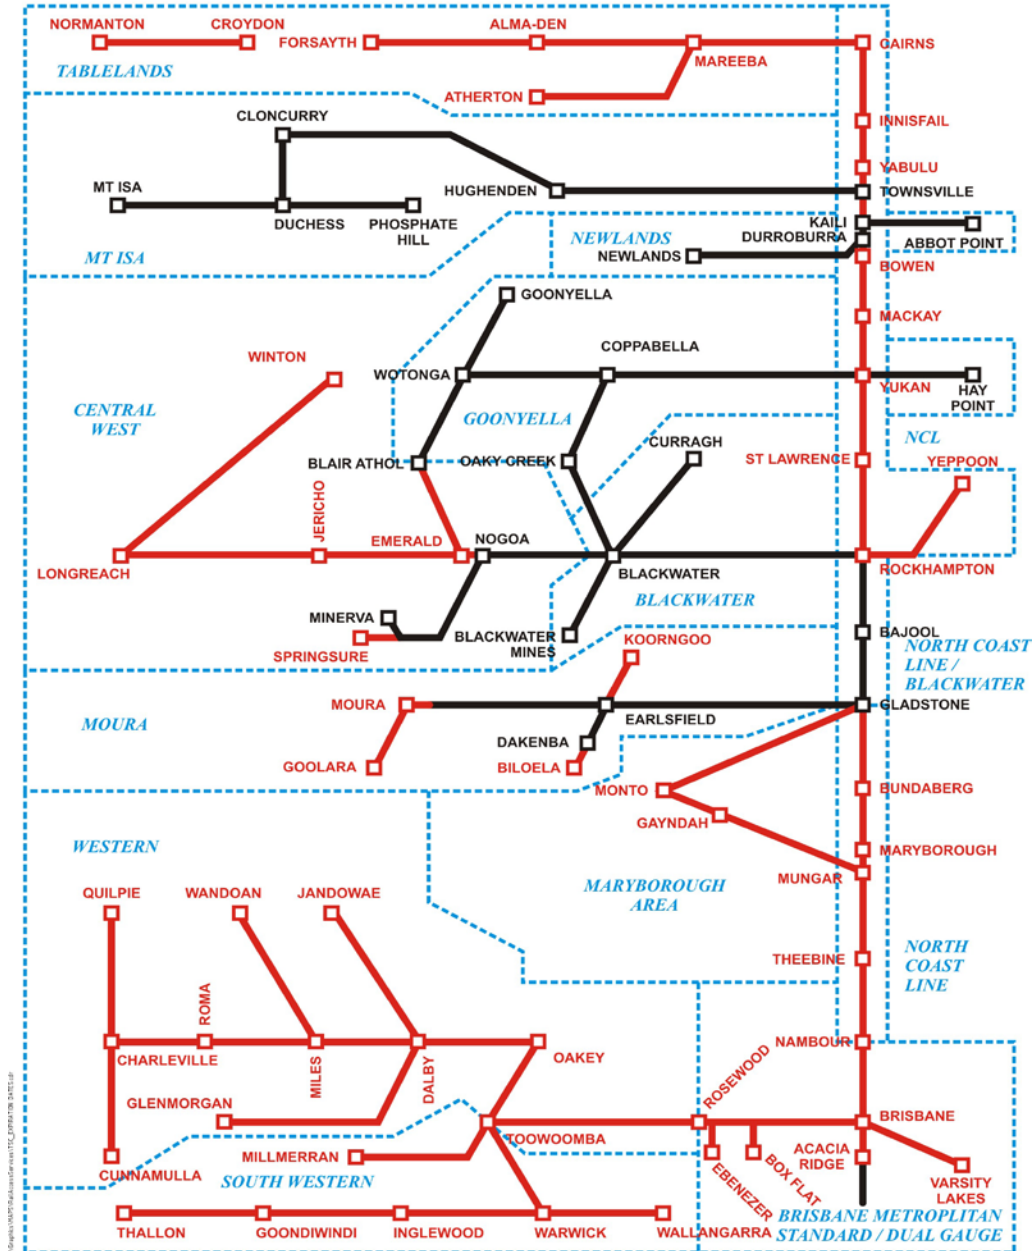 NORMANTON
CROYDON
FORSAYTH
ALMA-DEN
CAIRNS
MAREEBA
TABLELANDS
ATHERTON
CLONCURRY
INNISFAIL
YABULU
MT ISA
HUGHENDEN
TOWNSVILLE
DUCHESS
PHOSPHATE
HILL
KAILI
ABBOT POINT
DURROBURRA
NEWLANDS
NEWLANDS
MT ISA
BOWEN
GOONYELLA
MACKAY
WINTON
COPPABELLA
WOTONGA
YUKAN
HAY
POINT
CENTRAL
WEST
GOONYELLA
CURRAGH
NCL
BLAIR ATHOL
OAKY CREEK
ST LAWRENCE
YEPPOON
JERICHO
EMERALD
NOGOA
LONGREACH
BLACKWATER
ROCKHAMPTON
BLACKWATER
MINERVA
SPRINGSURE
BLACKWATER
MINES
KOORNGOO
BAJOOL
NORTH COAST
LINE /
BLACKWATER
MOURA
MOURA
EARLSFIELD
GLADSTONE
DAKENBA
GOOLARA
BILOELA
MONTO
BUNDABERG
GAYNDAH
WESTERN
MARYBOROUGH
MUNGAR
MARYBOROUGH
AREA
QUILPIE
WANDOAN
JANDOWAE
THEEBINE
NORTH
COAST
LINE
ROMA
CHARLEVILLE
MILES
DALBY
OAKEY
NAMBOUR
ROSEWOOD
GLENMORGAN
TOOWOOMBA
BRISBANE
MILLMERRAN
ACACIA
RIDGE
CUNNAMULLA
SOUTH WESTERN
EBENEZER
BOX FLAT
VARSITY
LAKES
THALLON
GOONDIWINDI
INGLEWOOD
WARWICK
WALLANGARRA
BRISBANE METROPLITAN
STANDARD / DUAL GAUGE